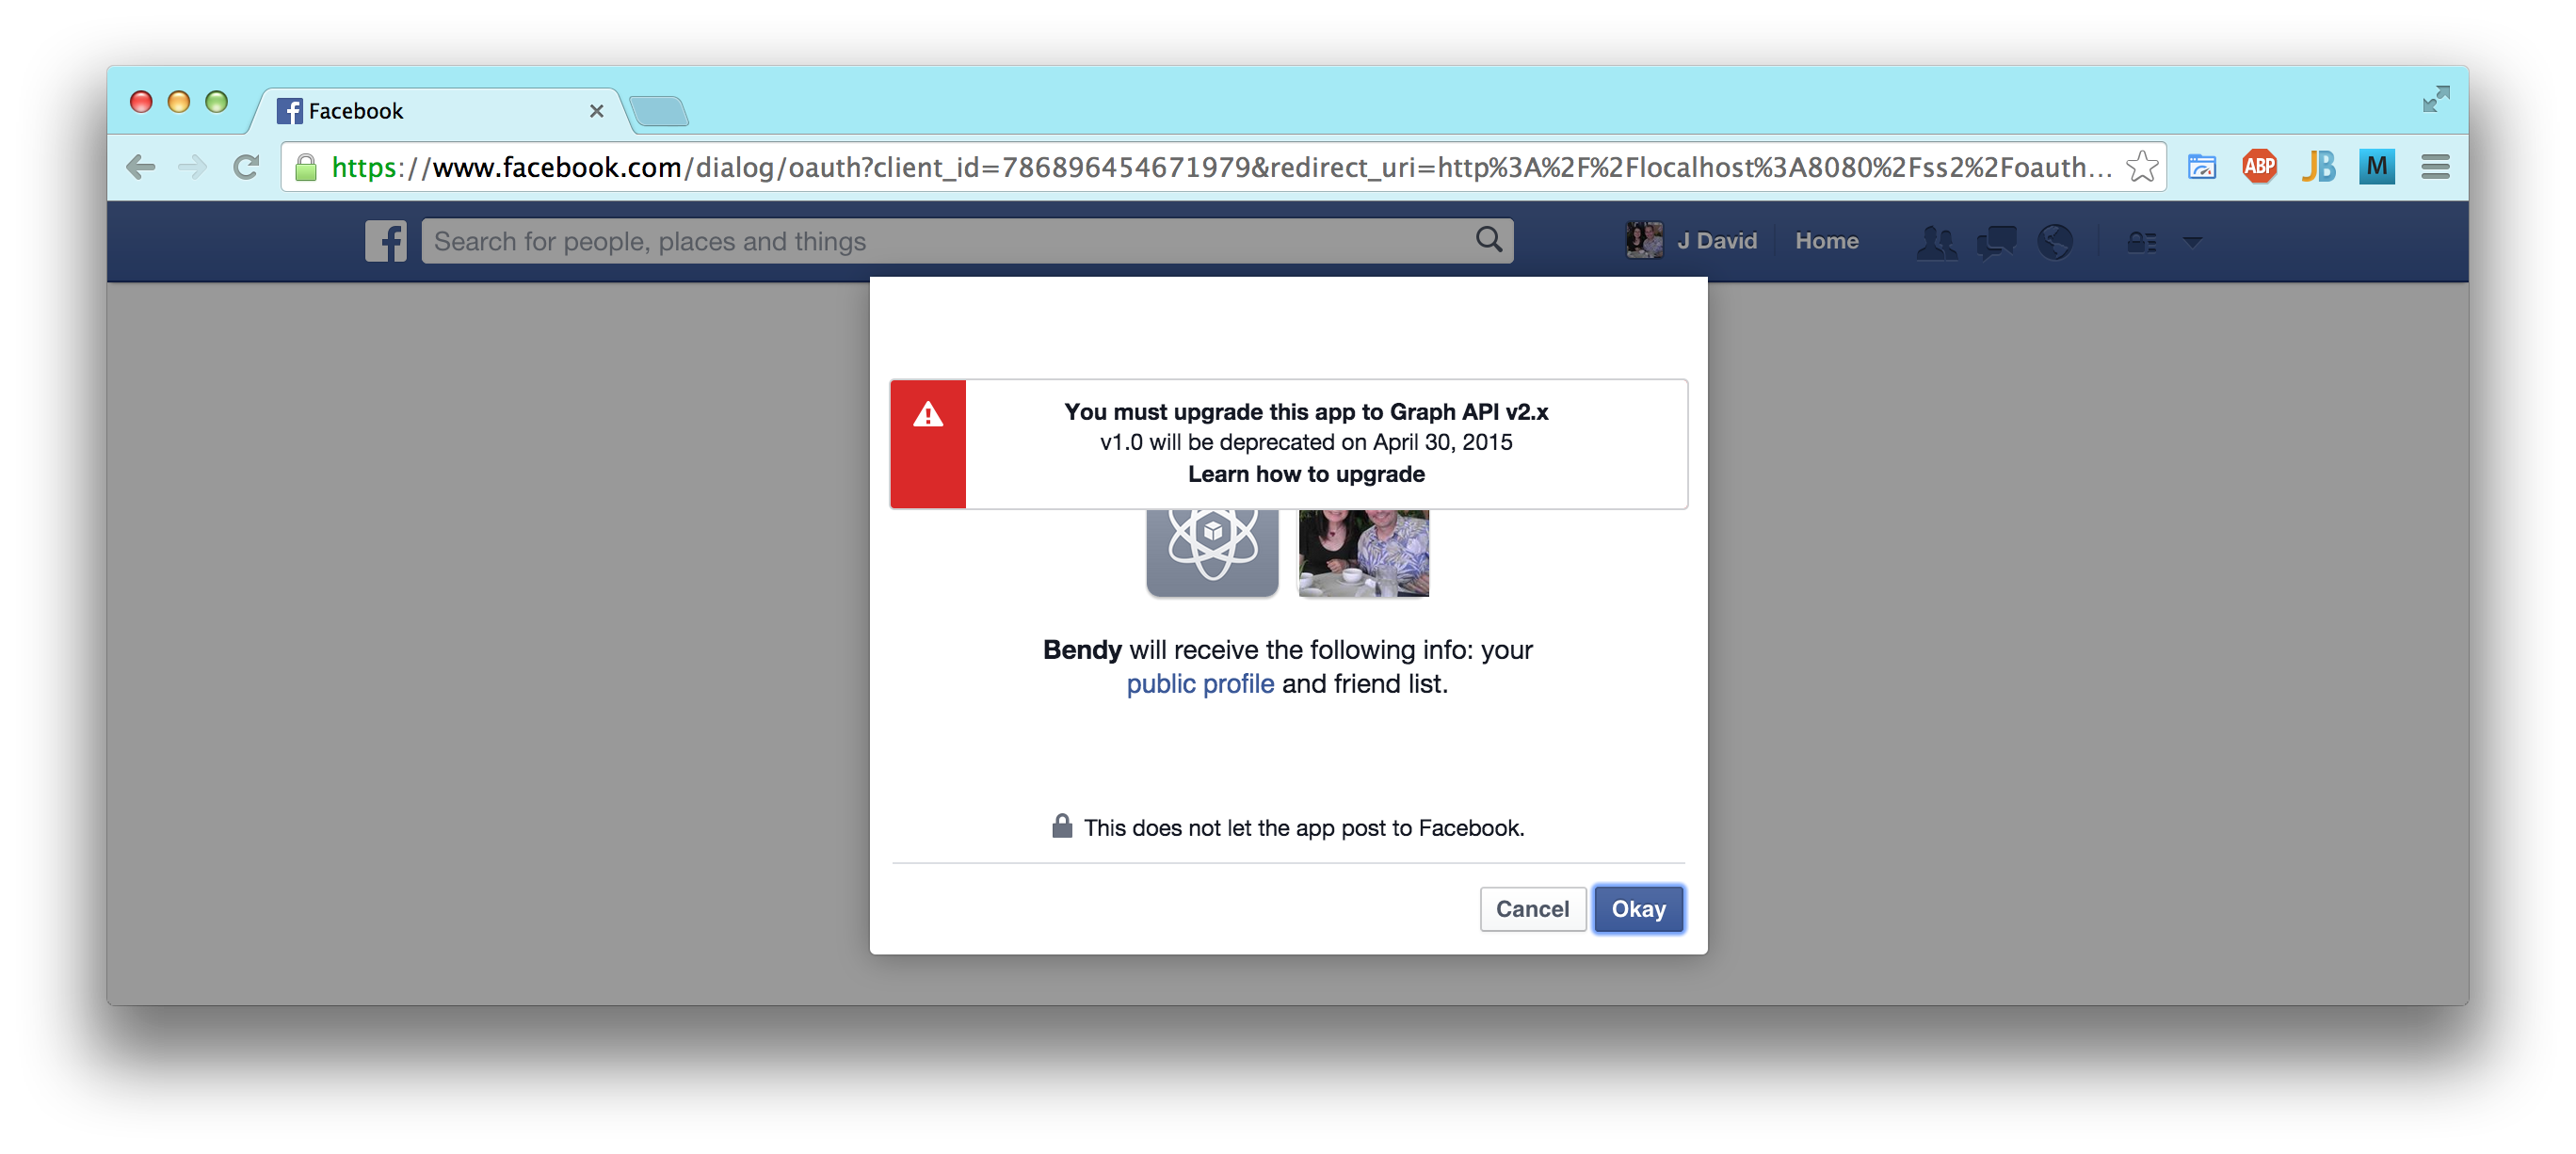 Facebook
https://www.facebook.com/dialog/oauth?client_id=786896454671979&redirect_uri=http%3A%2F%2Flocalhost%3A8080%2Fss2%2Foauth...
ABP
JB
M
Search for people, places and things
J David
Home
You must upgrade this app to Graph API v2.x
v1.0 will be deprecated on April 30, 2015
Learn how to upgrade
Bendy will receive the following info: your
public profile and friend list.
This does not let the app post to Facebook.
Cancel
Okay